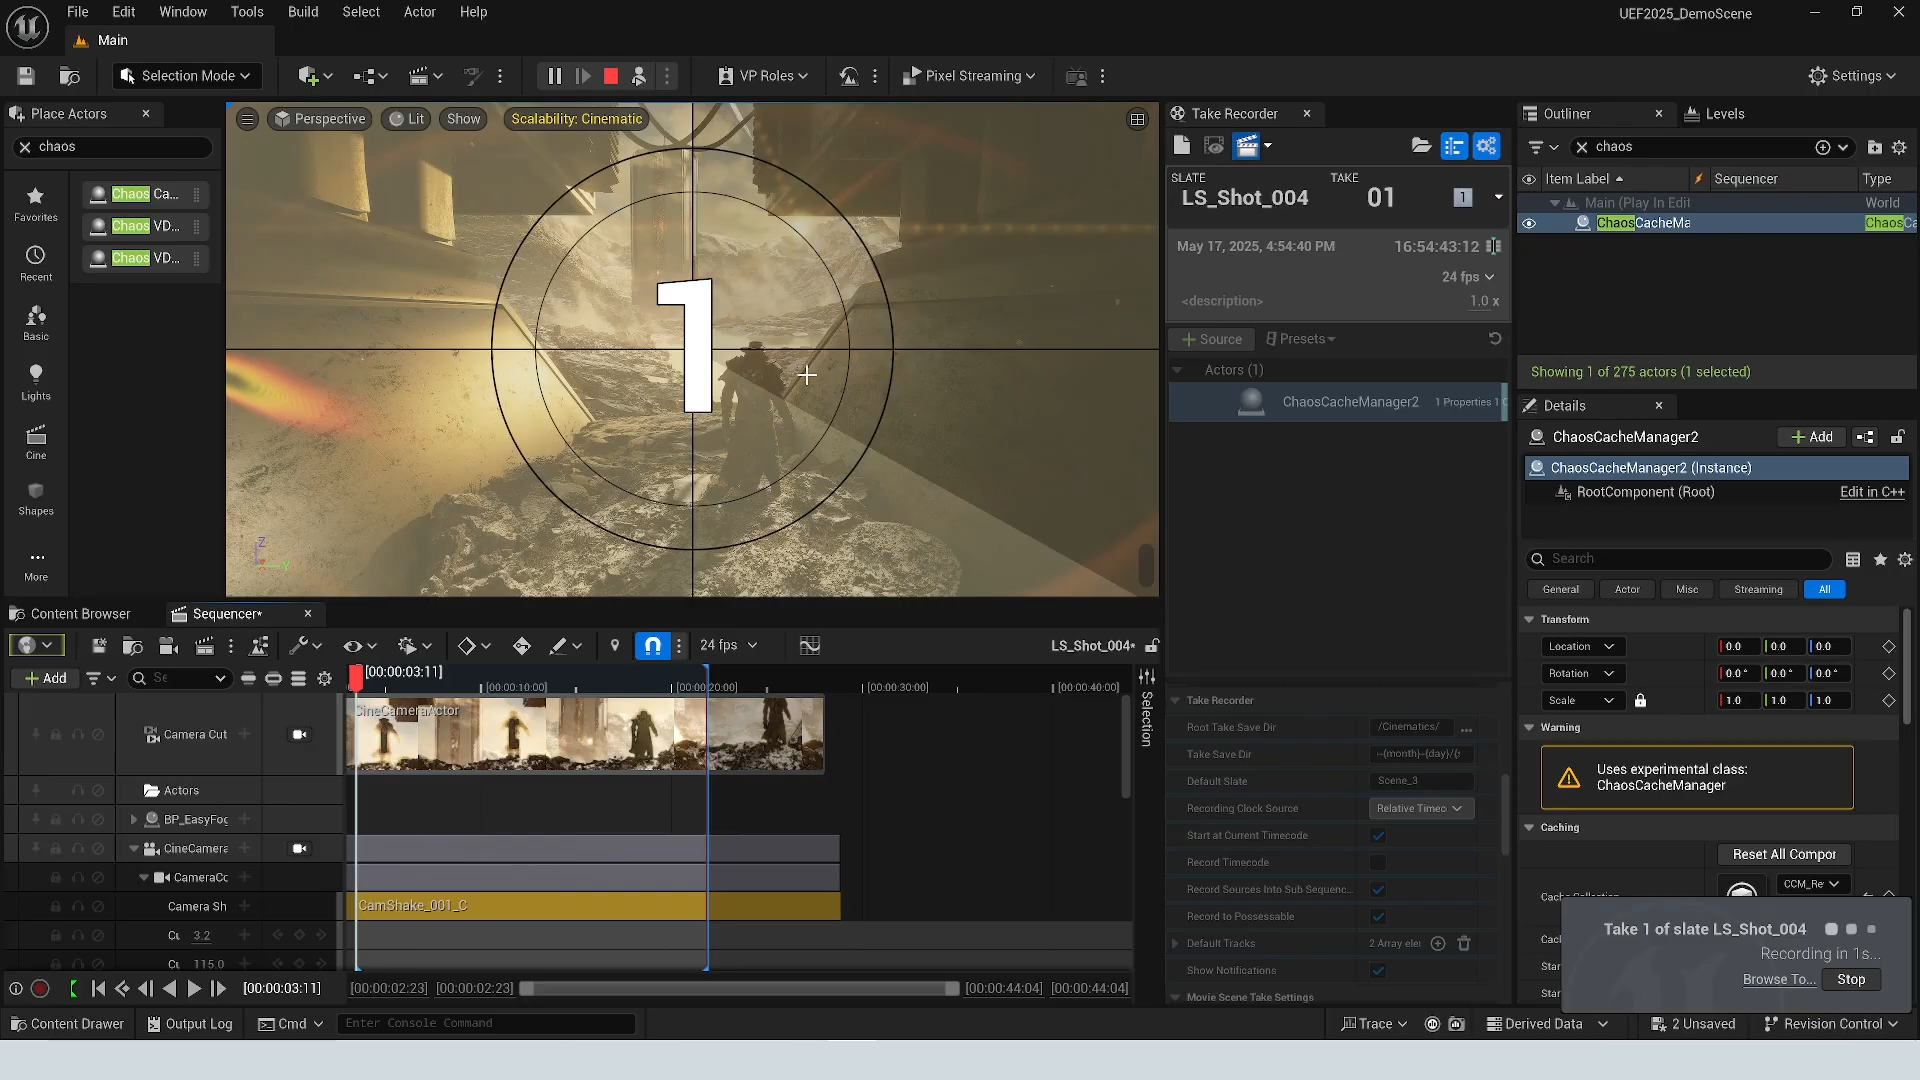 File Edit Window Tools Build Select Actor Help
UEF2025_DemoScene
Main
Selection Mode
VP Roles
Pixel Streaming
Settings
Place Actors
chaos
Favorites
Recent
Basic
Lights
Cine
Shapes
More
Chaos Ca...
Chaos VD...
Chaos VD...
Perspective
Lit
Show
Scalability: Cinematic
1
Z
Y
Take Recorder
SLATE
LS_Shot_004
TAKE
01
1
May 17, 2025, 4:54:40 PM
16:54:43:12
24 fps
<description>
1.0 x
+ Source
Presets
Actors (1)
ChaosCacheManager2
1 Properties 1
Take Recorder
Root Take Save Dir
/Cinematics/
...
Take Save Dir
Default Slate
Scene_3
Recording Clock Source
Relative Timec
Start at Current Timecode
Record Timecode
Record Sources Into Sub Sequenc...
Record to Possessable
Default Tracks
2 Array eler
Show Notifications
Movie Scene Take Settings
Outliner
Levels
chaos
Item Label
Sequencer
Type
Main (Play In Edit
World
ChaosCacheMa
ChaosCa
Showing 1 of 275 actors (1 selected)
Details
ChaosCacheManager2
+ Add
ChaosCacheManager2 (Instance)
RootComponent (Root)
Edit in C++
Search
General
Actor
Misc
Streaming
All
Transform
Location
0.0
0.0
0.0
Rotation
0.0°
0.0°
0.0°
Scale
1.0
1.0
1.0
Warning
Uses experimental class:
ChaosCacheManager
Caching
Reset All Compor
CCM_Re
Cacl
Star
Star
Take 1 of slate LS_Shot_004
Recording in 1s...
Browse To...
Stop
Content Browser
Sequencer*
24 fps
LS_Shot_004*
+ Add
Se
[00:00:03:11]
[00:00:10:00]
[00:00:20:00]
[00:00:30:00]
[00:00:40:00]
Selection
Camera Cut
CineCameraActor
Actors
BP_EasyFog
CineCamera
CameraCo
Camera Sh
CamShake_001_C
Cu 3.2
Cu 115.0
[00:00:03:11]
[00:00:02:23]
[00:00:02:23]
[00:00:44:04]
[00:00:44:04]
Content Drawer
Output Log
Cmd
Enter Console Command
Trace
Derived Data
2 Unsaved
Revision Control